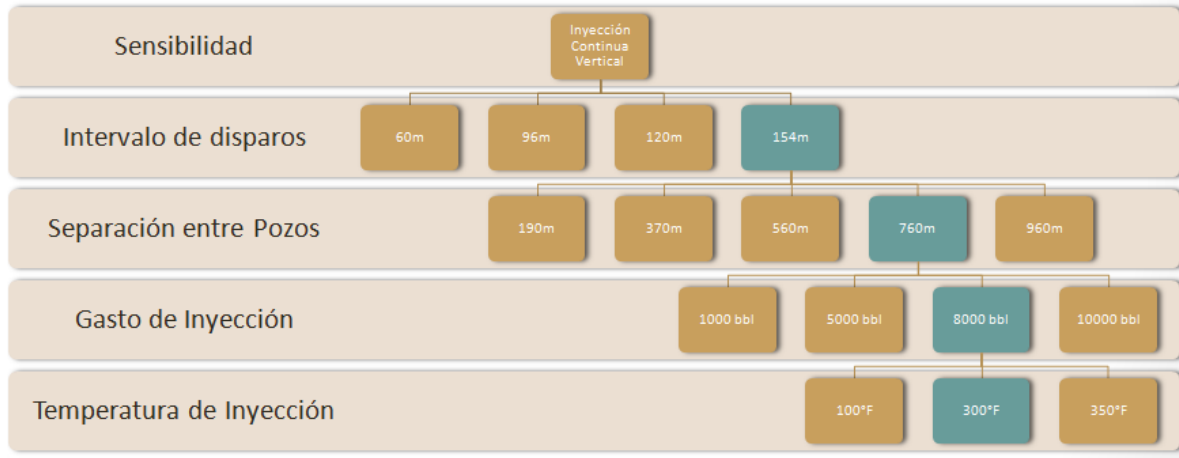 Sensibilidad
Inyección
Continua
Vertical
Intervalo de disparos
60m
96m
120m
154m
Separación entre Pozos
190m
370m
560m
760m
960m
Gasto de Inyección
1000 bbl
5000 bbl
8000 bbl
10000 bbl
Temperatura de Inyección
100°F
300°F
350°F